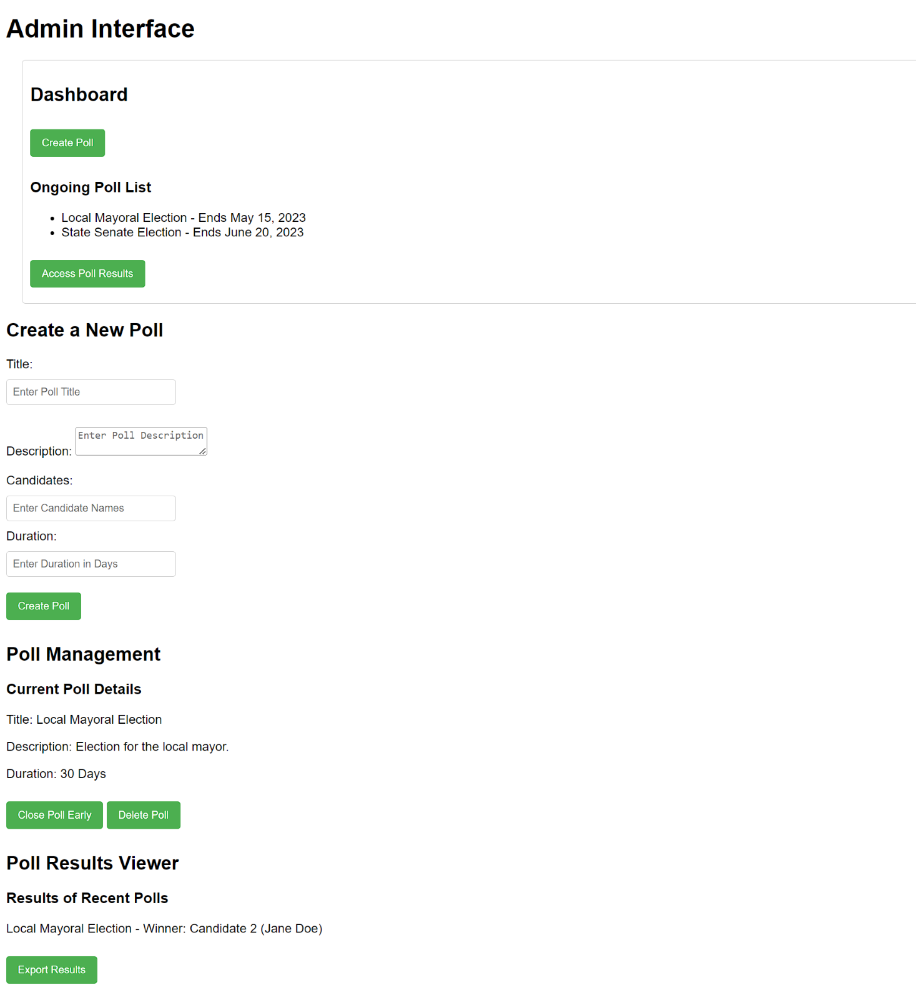 Admin Interface
Dashboard
Create Poll
Ongoing Poll List
• Local Mayoral Election - Ends May 15, 2023
• State Senate Election - Ends June 20, 2023
Access Poll Results
Create a New Poll
Title:
Enter Poll Title
Description: Enter Poll Description
Candidates:
Enter Candidate Names
Duration:
Enter Duration in Days
Create Poll
Poll Management
Current Poll Details
Title: Local Mayoral Election
Description: Election for the local mayor.
Duration: 30 Days
Close Poll Early Delete Poll
Poll Results Viewer
Results of Recent Polls
Local Mayoral Election - Winner: Candidate 2 (Jane Doe)
Export Results